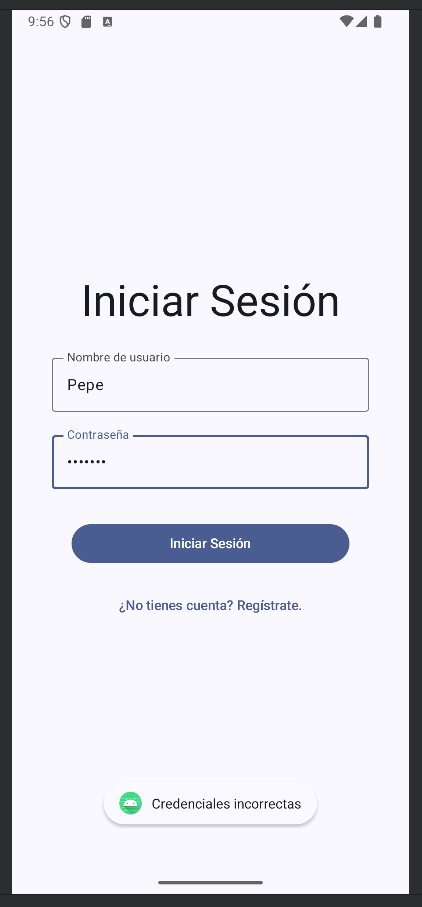 9:56
Iniciar Sesión
Nombre de usuario
Pepe
Contraseña
•••••••
Iniciar Sesión
¿No tienes cuenta? Regístrate.
Credenciales incorrectas